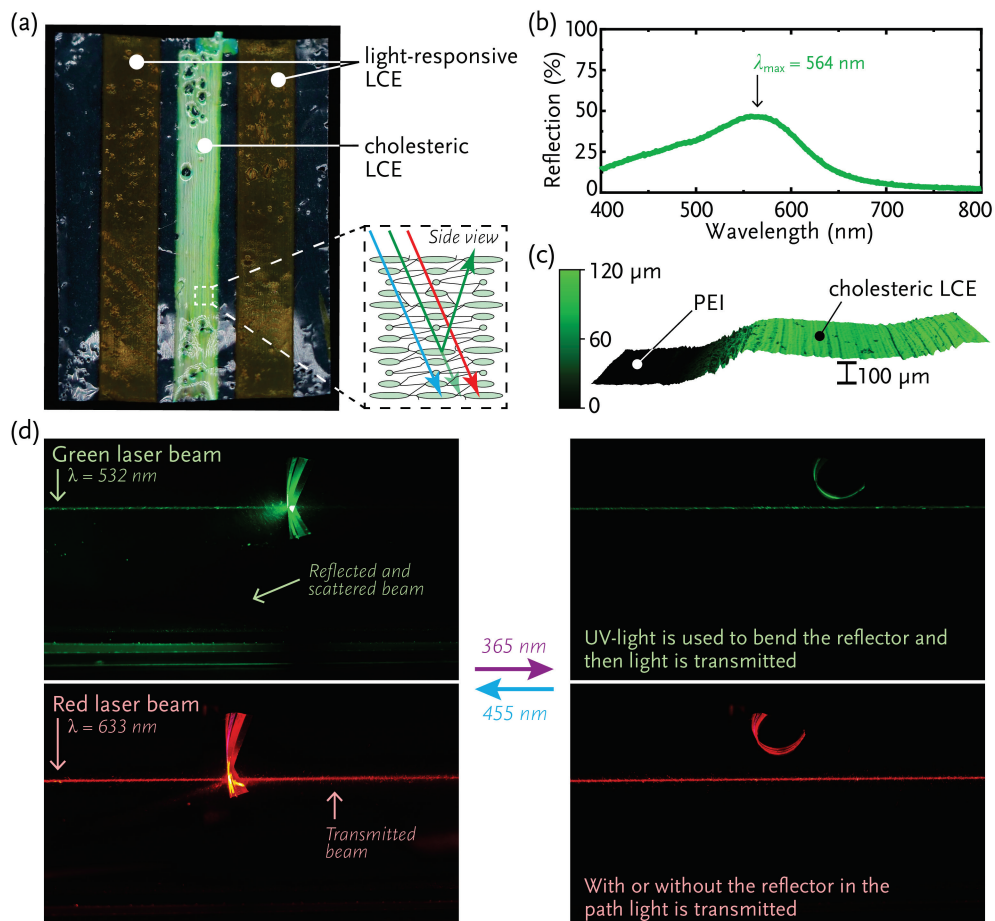 (a)
light-responsive
LCE
cholesteric
LCE
Side view
(b)
100
75
50
25
0
Reflection (%)
λmax = 564 nm
400 500 600 700 800
Wavelength (nm)
(c)
120 µm
60
0
PEI
cholesteric LCE
100 µm
(d)
Green laser beam
λ = 532 nm
Reflected and
scattered beam
365 nm
455 nm
UV-light is used to bend the reflector and
then light is transmitted
Red laser beam
λ = 633 nm
Transmitted
beam
With or without the reflector in the
path light is transmitted